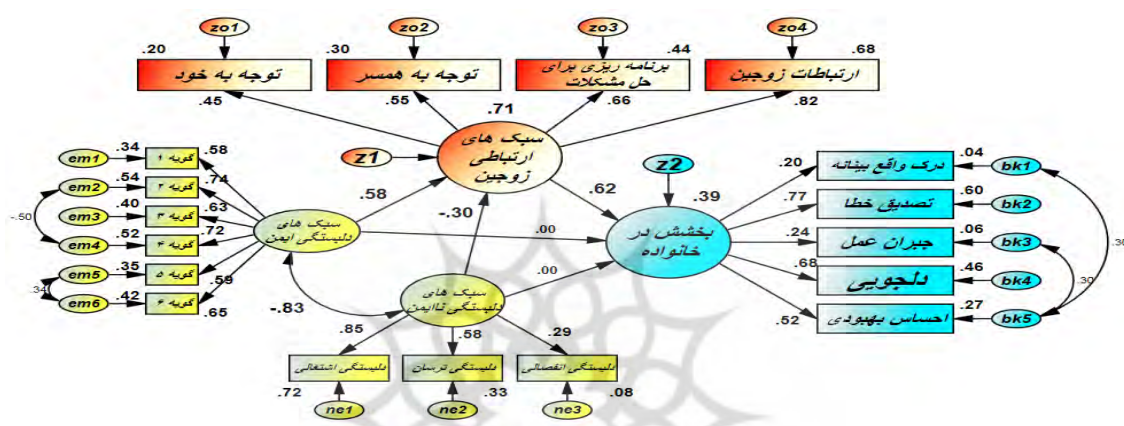 zo1 zo2 zo3 zo4
.20 .30 .44 .68
توجه به خود
توجه به همسر
برنامه ریزی برای
حل مشکلات
ارتباطات زوجین
.45 .55 .66 .82
.71
سبک های
ارتباطی
زوجین
z1
z2
.58
-.30
.62
.39
.00
.00
-.83
em1 .34 گویه ۱ .58
em2 .54 گویه ۲ .74
em3 .40 گویه ۳ .63
em4 .52 گویه ۴ .72
em5 .35 گویه ۵ .59
em6 .42 گویه ۶ .65
-.50
.34
سبک های
دلبستگی ایمن
سبک های
دلبستگی ناایمن
بخشش در
خانواده
.20 درک واقع بینانه .04 bk1
.77 تصدیق خطا .60 bk2
.24 جبران عمل .06 bk3
.68 دلجویی .46 bk4
.52 احساس بهبودی .27 bk5
.30
.30
.85 .58 .29
دلبستگی اشتغالی
دلبستگی ترسان
دلبستگی انفصالی
.72 .33 .08
ne1 ne2 ne3